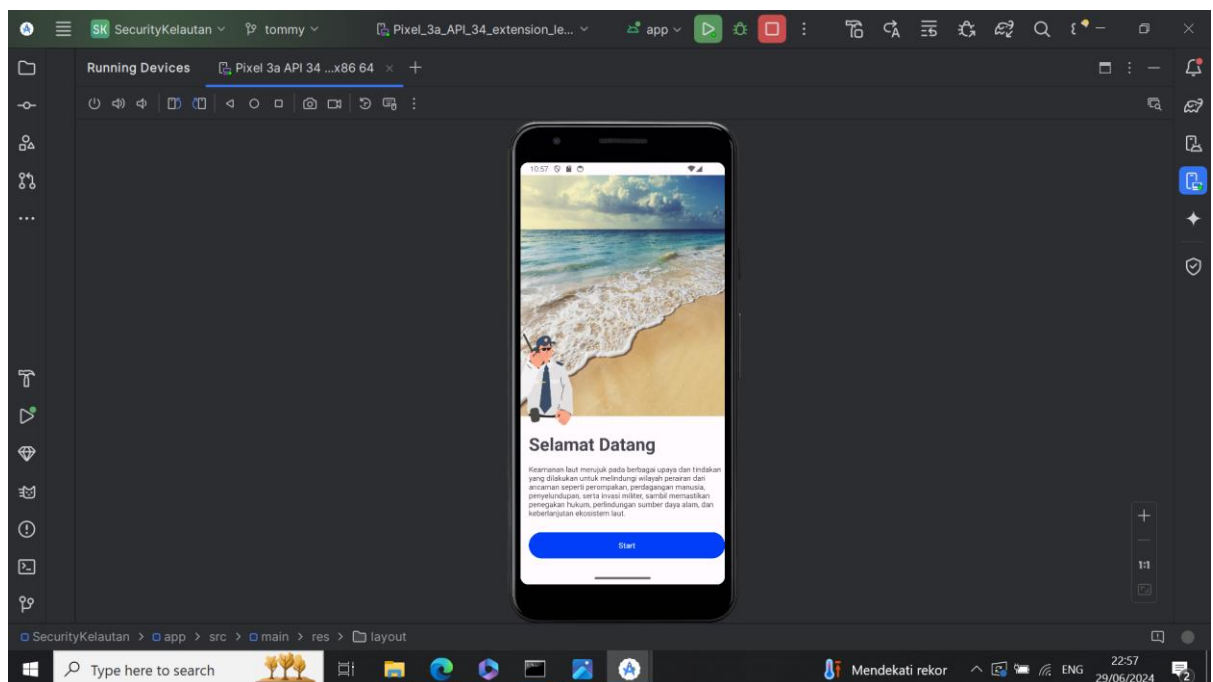 SK SecurityKelautan tommy Pixel_3a_API_34_extension_le... app
Running Devices Pixel 3a API 34 ...x86 64
10:57
Selamat Datang
Keamanan laut merujuk pada berbagai upaya dan tindakan
yang dilakukan untuk melindungi wilayah perairan dari
ancaman seperti perompakan, perdagangan manusia,
penyelundupan, serta invasi militer, sambil memastikan
penegakan hukum, perlindungan sumber daya alam, dan
keberlanjutan ekosistem laut.
Start
1:1
SecurityKelautan > app > src > main > res > layout
Type here to search
Mendekati rekor
ENG
22:57
29/06/2024
2